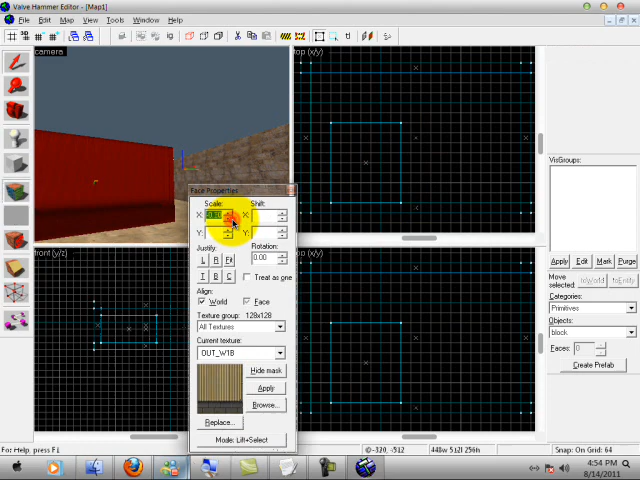 Valve Hammer Editor - [Map1]
File Edit Map View Tools Window Help
camera
top (x/y)
Face Properties
Scale: Shift:
X: X:
Y: Y:
Justify: Rotation:
L R Fit 0.00
T B C Treat as one
Align:
World Face
Texture group: 128x128
All Textures
Current texture:
OUT_W1B
Hide mask
Apply
Browse...
Replace...
Mode: Lift+Select
front (y/z)
VisGroups:
Apply Edit Mark Purge
Move selected: toWorld toEntity
Categories:
Primitives
Objects:
block
Faces: 0
Create Prefab
For Help, press F1
@-320, -512
448w 512l 256h
Snap: On Grid: 64
4:54 PM
8/14/2011